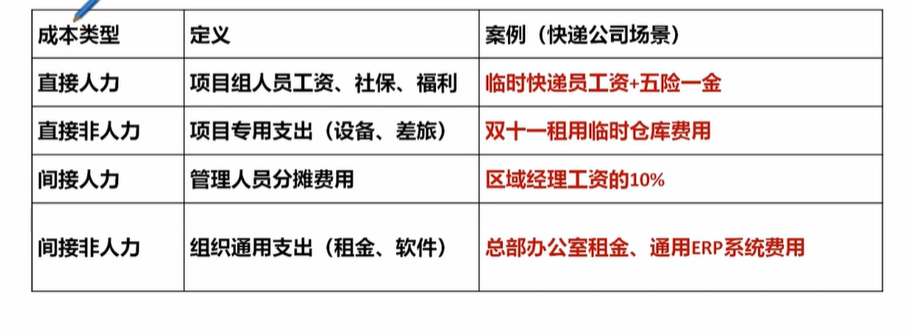 成本类型 定义 案例（快递公司场景）
直接人力 项目组人员工资、社保、福利 临时快递员工资+五险一金
直接非人力 项目专用支出（设备、差旅） 双十一租用临时仓库费用
间接人力 管理人员分摊费用 区域经理工资的10%
间接非人力 组织通用支出（租金、软件） 总部办公室租金、通用ERP系统费用